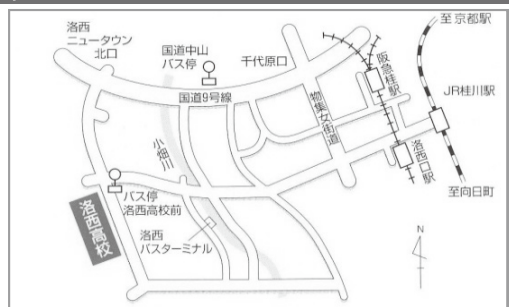 洛西
ニュータウン
北口
国道中山
バス停
千代原口
至京都駅
阪急桂駅
JR桂川駅
国道9号線
物集女街道
小畑川
洛西口駅
バス停
洛西高校前
至向日町
洛西高校
洛西
バスターミナル
N